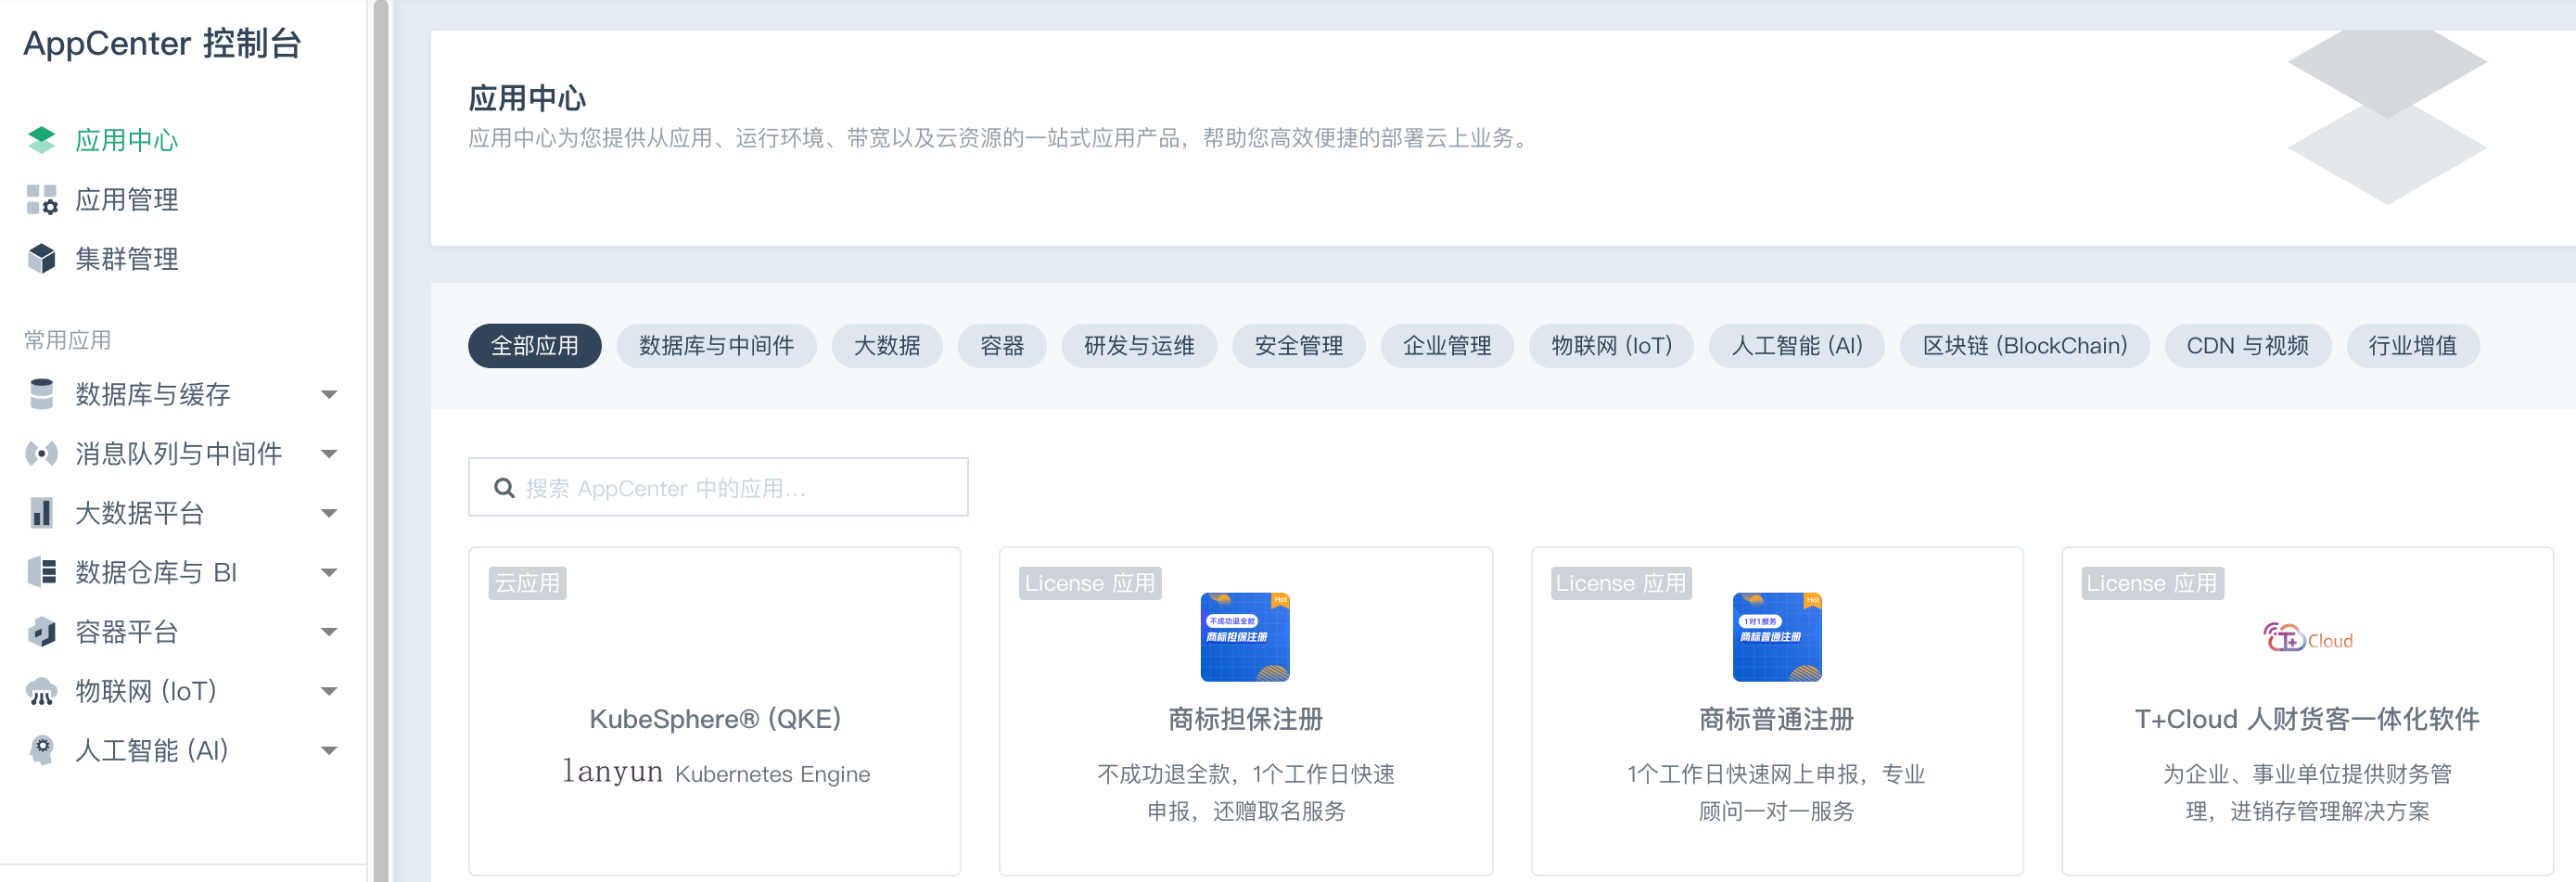 AppCenter 控制台
应用中心
应用管理
集群管理
常用应用
数据库与缓存
消息队列与中间件
大数据平台
数据仓库与 BI
容器平台
物联网 (IoT)
人工智能 (AI)
应用中心
应用中心为您提供从应用、运行环境、带宽以及云资源的一站式应用产品，帮助您高效便捷的部署云上业务。
全部应用 数据库与中间件 大数据 容器 研发与运维 安全管理 企业管理 物联网 (IoT) 人工智能 (AI) 区块链 (BlockChain) CDN 与视频 行业增值
搜索 AppCenter 中的应用...
云应用
KubeSphere® (QKE)
lanyun Kubernetes Engine
License 应用
Hot
不成功退全款
商标担保注册
商标担保注册
不成功退全款，1个工作日快速
申报，还赠取名服务
License 应用
Hot
1对1服务
商标普通注册
商标普通注册
1个工作日快速网上申报，专业
顾问一对一服务
License 应用
T+Cloud
T+Cloud 人财货客一体化软件
为企业、事业单位提供财务管
理，进销存管理解决方案